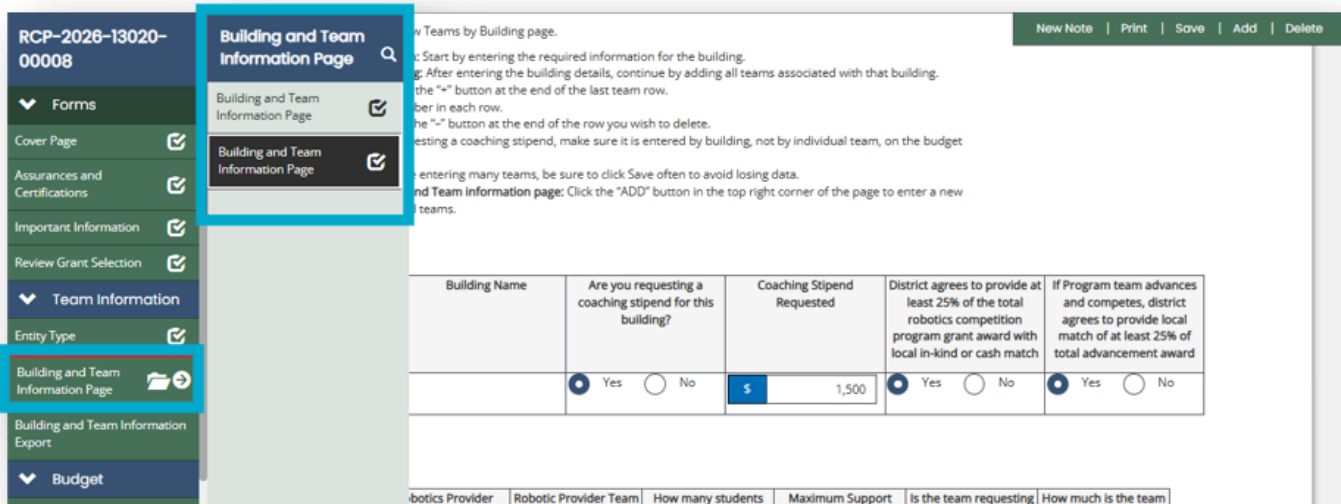 RCP-2026-13020-
00008
Forms
Cover Page
Assurances and
Certifications
Important Information
Review Grant Selection
Team Information
Entity Type
Building and Team
Information Page
Building and Team Information
Export
Budget
Building and Team
Information Page
Building and Team
Information Page
Building and Team
Information Page
New Note | Print | Save | Add | Delete
Teams by Building page.
Start by entering the required information for the building.
After entering the building details, continue by adding all teams associated with that building.
the "+" button at the end of the last team row.
in each row.
the "–" button at the end of the row you wish to delete.
a coaching stipend, make sure it is entered by building, not by individual team, on the budget
entering many teams, be sure to click Save often to avoid losing data.
Team information page: Click the "ADD" button in the top right corner of the page to enter a new
teams.
Building Name
Are you requesting a
coaching stipend for this
building?
Coaching Stipend
Requested
District agrees to provide at
least 25% of the total
robotics competition
program grant award with
local in-kind or cash match
If Program team advances
and competes, district
agrees to provide local
match of at least 25% of
total advancement award
Yes No
$ 1,500
Yes No
Yes No
Provider
Robotic Provider Team
How many students
Maximum Support
Is the team requesting
How much is the team